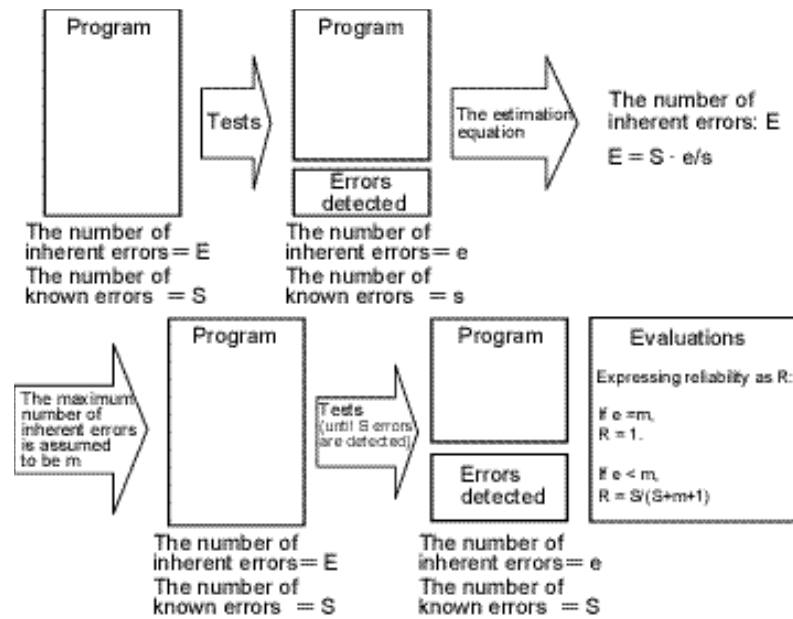 Program
Tests
Program
Errors
detected
The estimation
equation
The number of
inherent errors: E
E = S · e/s
The number of
inherent errors= E
The number of
known errors = S
The number of
inherent errors= e
The number of
known errors = s
The maximum
number of
inherent errors
is assumed
to be m
Program
Tests
(until S errors
are detected)
Program
Errors
detected
Evaluations
Expressing reliability as R:
If e =m,
R = 1.
If e < m,
R = S/(S+m+1)
The number of
inherent errors= E
The number of
known errors = S
The number of
inherent errors= e
The number of
known errors = S